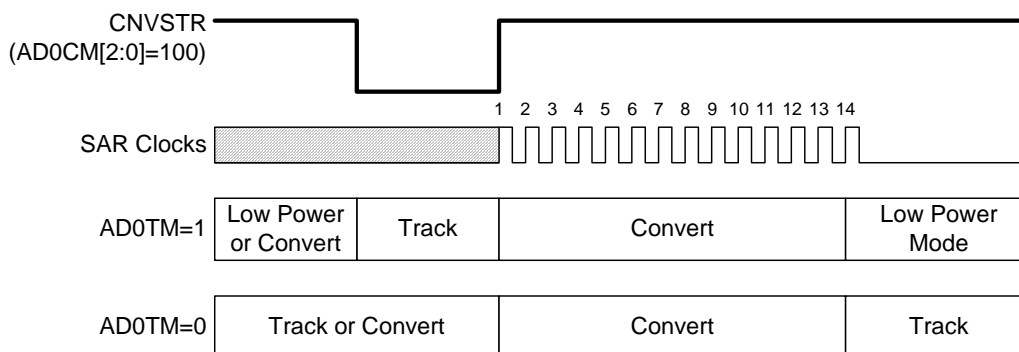 CNVSTR
(AD0CM[2:0]=100)
1 2 3 4 5 6 7 8 9 10 11 12 13 14
SAR Clocks
AD0TM=1
Low Power
or Convert
Track
Convert
Low Power
Mode
AD0TM=0
Track or Convert
Convert
Track